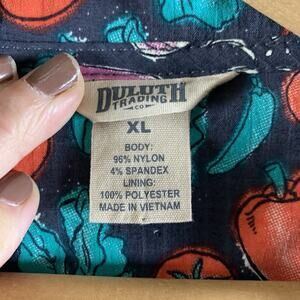 DULUTH
TRADING
CO
XL
BODY:
96% NYLON
4% SPANDEX
LINING:
100% POLYESTER
MADE IN VIETNAM